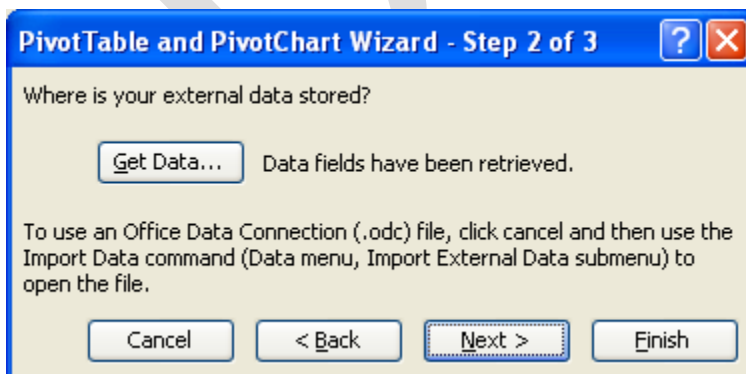 PivotTable and PivotChart Wizard - Step 2 of 3
Where is your external data stored?
Get Data... Data fields have been retrieved.
To use an Office Data Connection (.odc) file, click cancel and then use the
Import Data command (Data menu, Import External Data submenu) to
open the file.
Cancel < Back Next > Finish